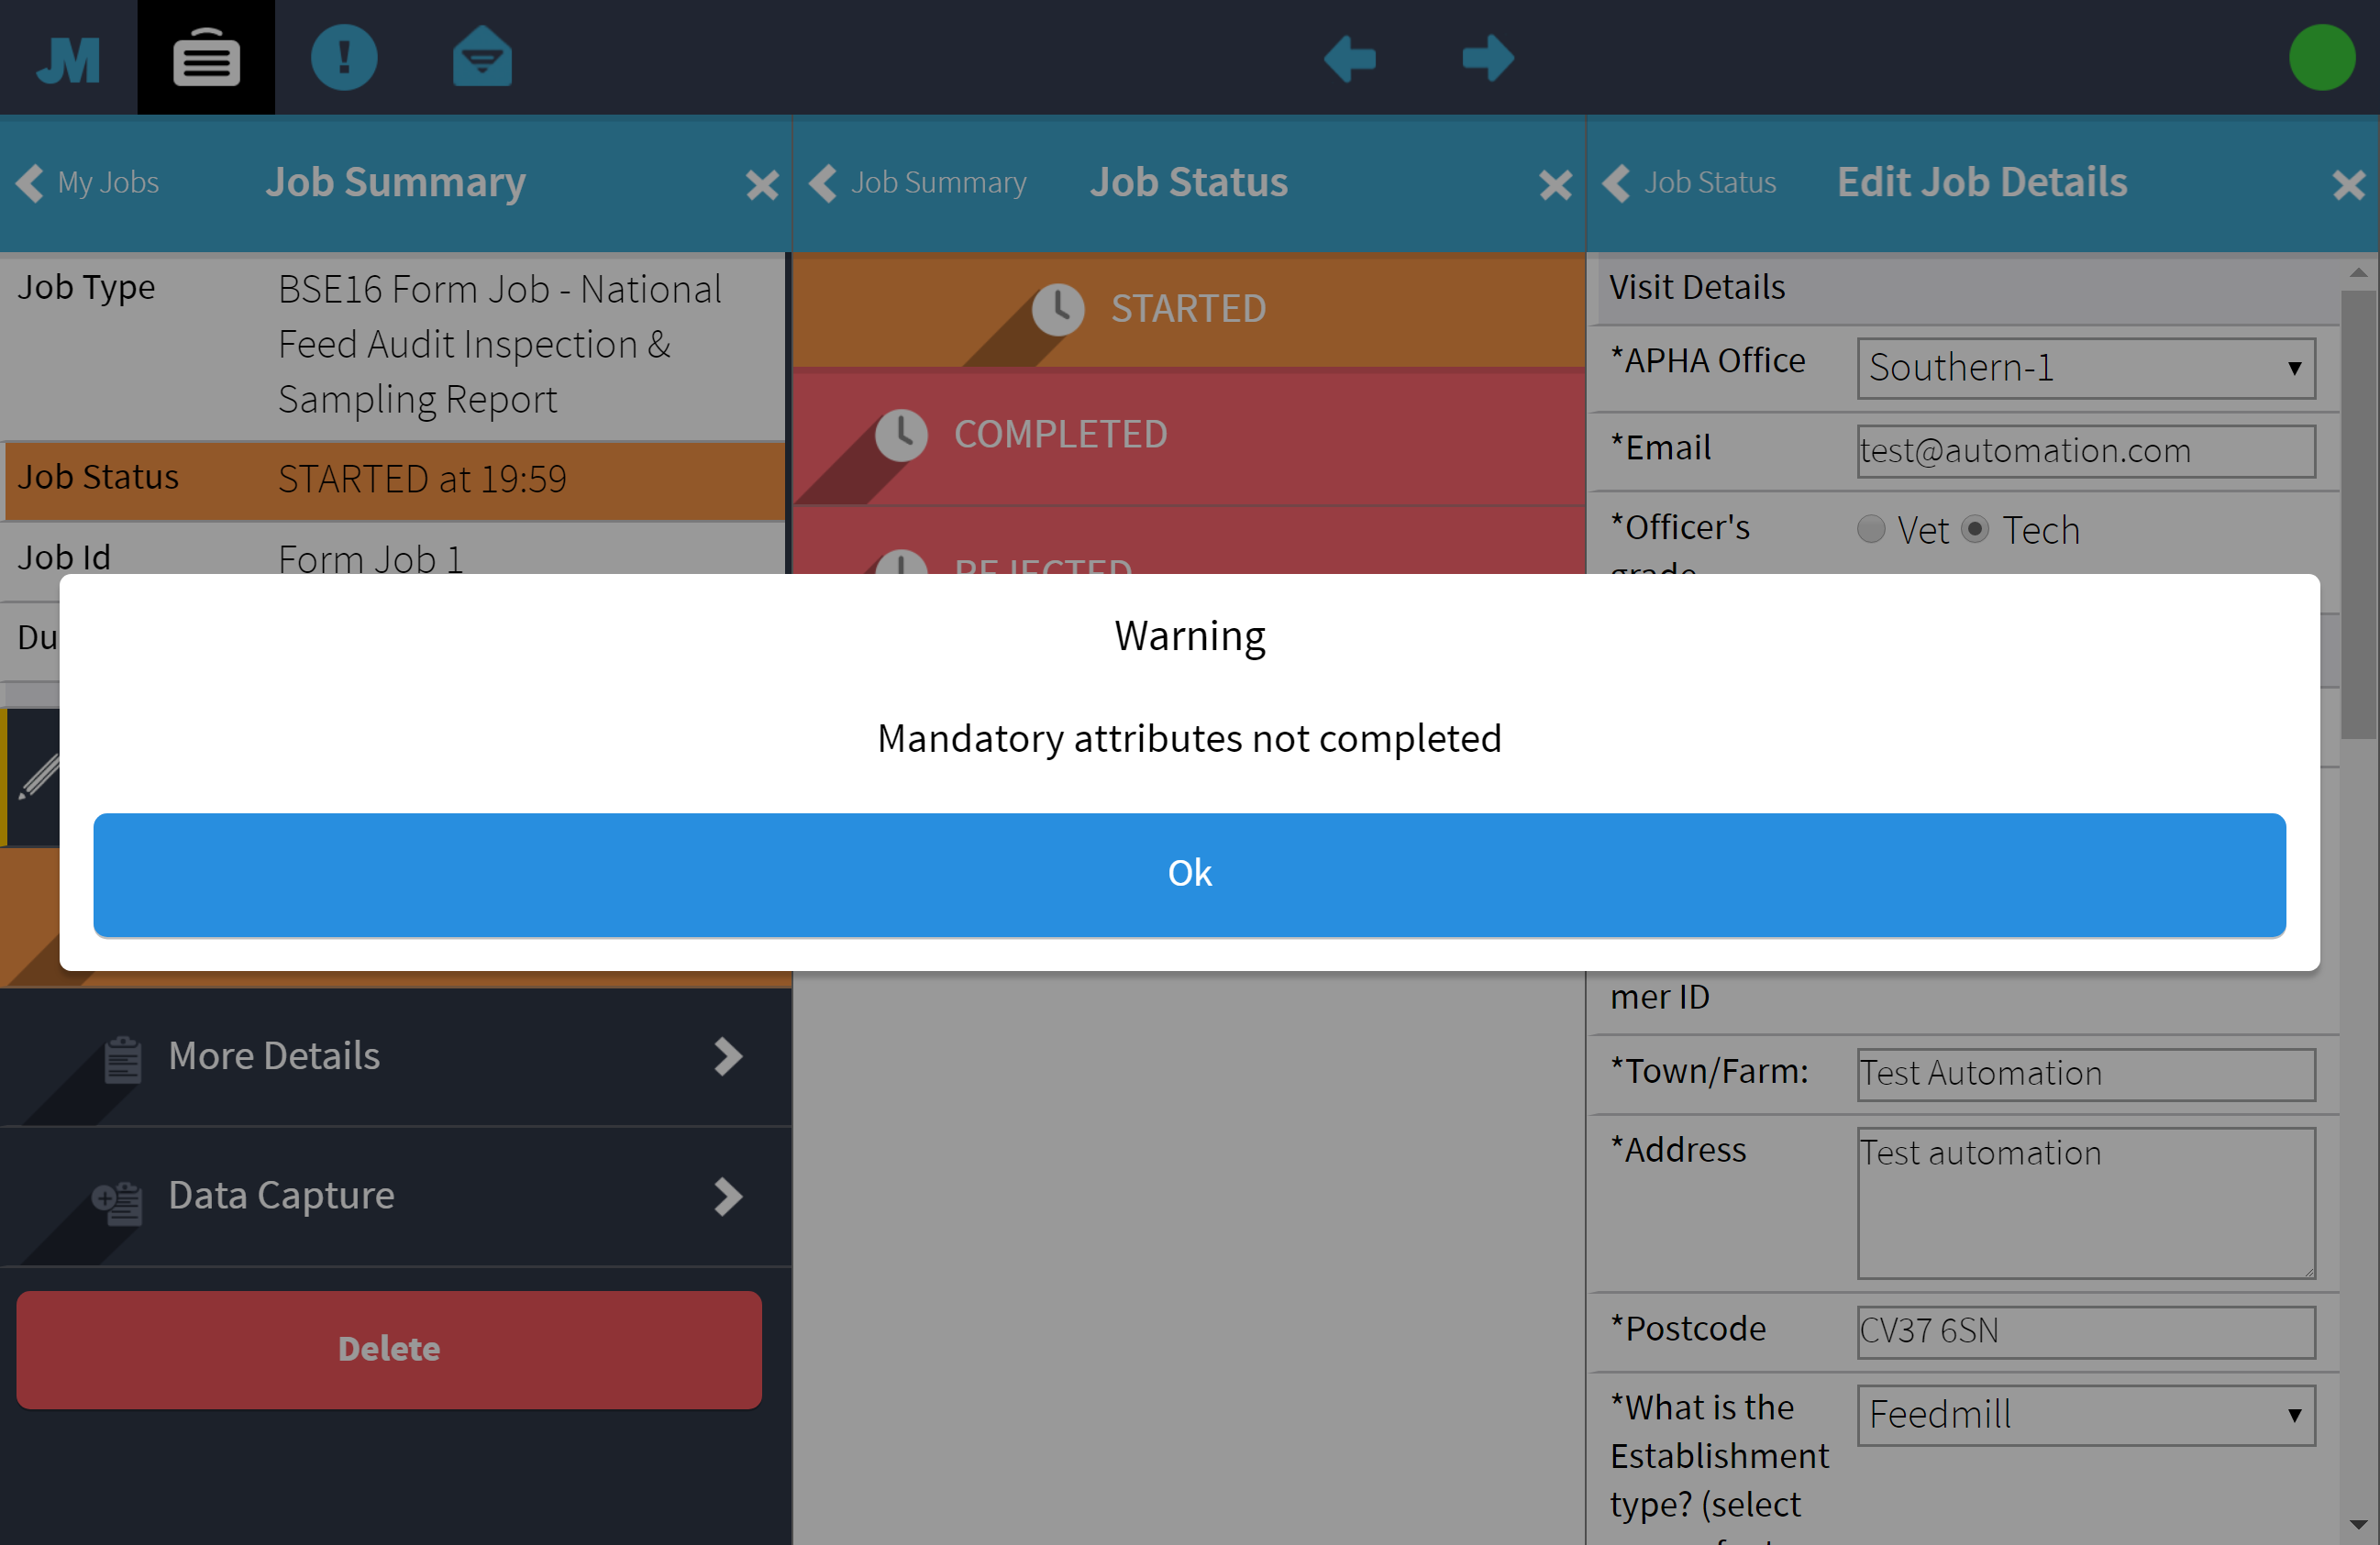 JM
My Jobs
Job Summary
Job Summary
Job Status
Job Status
Edit Job Details
Job Type
BSE16 Form Job - National
Feed Audit Inspection &
Sampling Report
Job Status
STARTED at 19:59
Job Id
Form Job 1
Du
More Details
Data Capture
Delete
STARTED
COMPLETED
REJECTED
Visit Details
*APHA Office
Southern-1
*Email
test@automation.com
*Officer's
grade
Vet
Tech
Warning
Mandatory attributes not completed
Ok
mer ID
*Town/Farm:
Test Automation
*Address
Test automation
*Postcode
CV37 6SN
*What is the
Establishment
type? (select
Feedmill